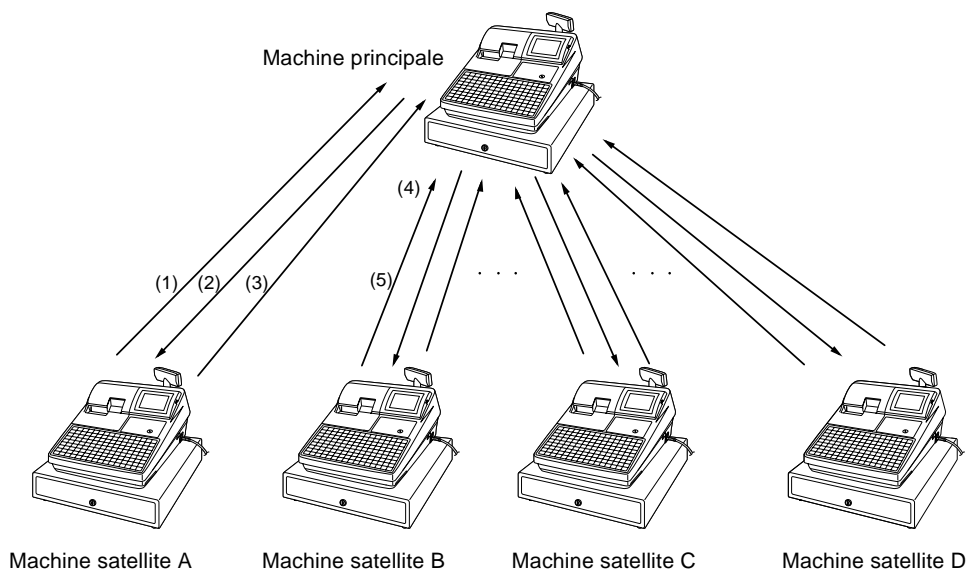 Machine principale
(4)
(1) (2) (3) (5) . . . . . .
Machine satellite A Machine satellite B Machine satellite C Machine satellite D